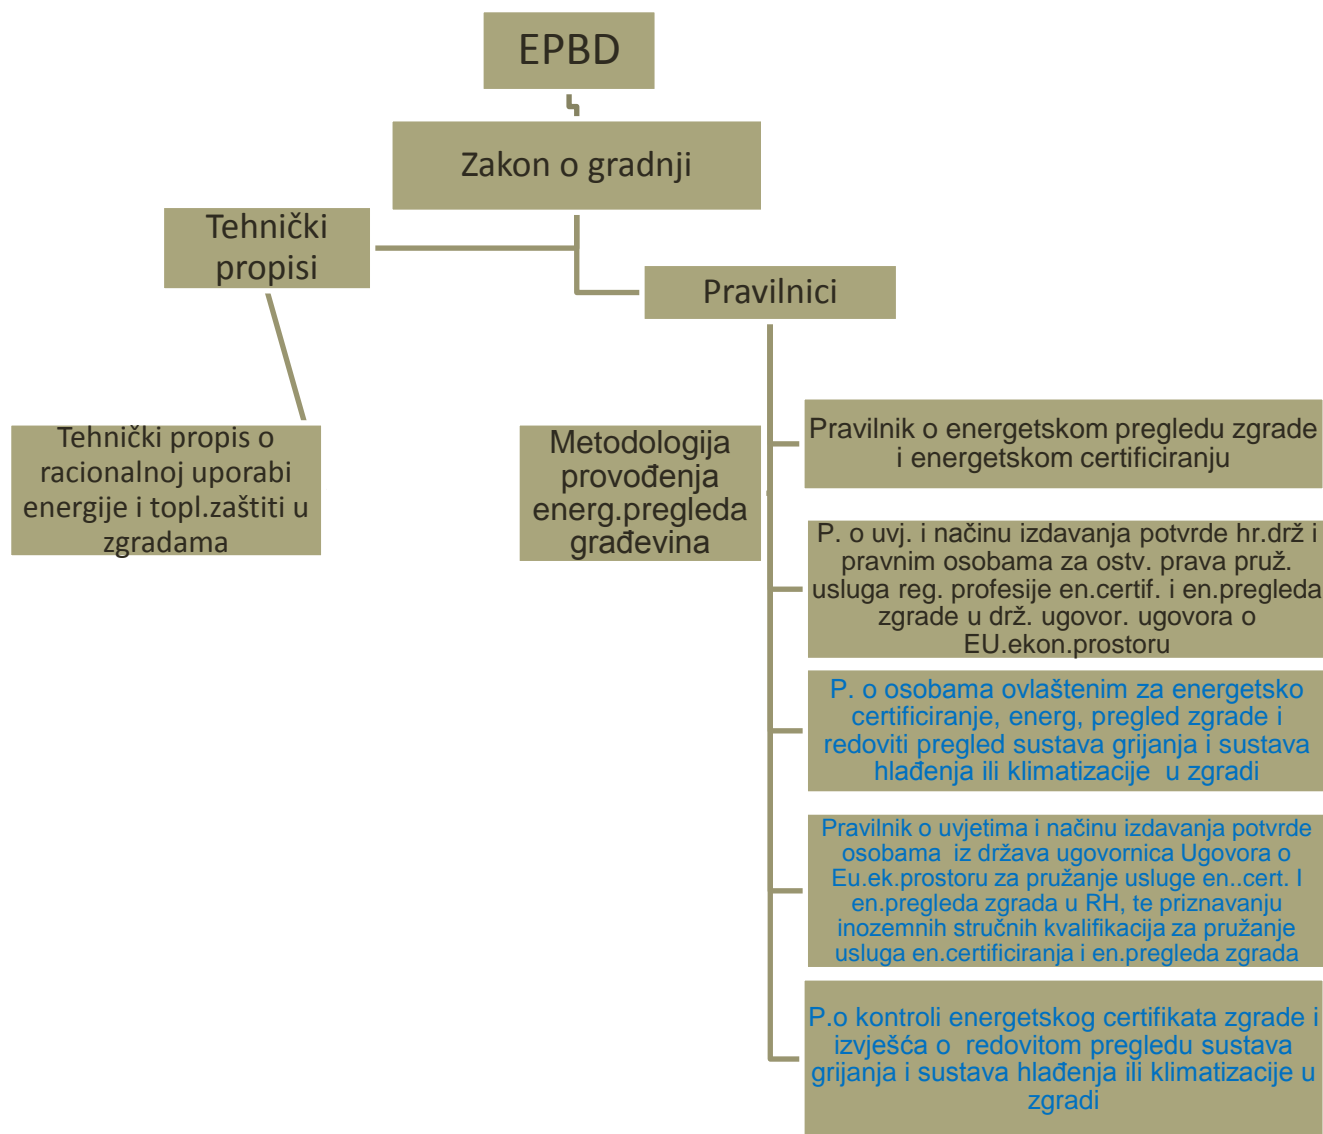 EPBD
Zakon o gradnji
Tehnički
propisi
Pravilnici
Tehnički propis o
racionalnoj uporabi
energije i topl.zaštiti u
zgradama
Metodologija
provođenja
energ.pregleda
građevina
Pravilnik o energetskom pregledu zgrade
i energetskom certificiranju
P. o uvj. i načinu izdavanja potvrde hr.drž i
pravnim osobama za ostv. prava pruž.
usluga reg. profesije en.certif. i en.pregleda
zgrade u drž. ugovor. ugovora o
EU.ekon.prostoru
P. o osobama ovlaštenim za energetsko
certificiranje, energ, pregled zgrade i
redoviti pregled sustava grijanja i sustava
hlađenja ili klimatizacije u zgradi
Pravilnik o uvjetima i načinu izdavanja potvrde
osobama iz država ugovornica Ugovora o
Eu.ek.prostoru za pružanje usluge en..cert. I
en.pregleda zgrada u RH, te priznavanju
inozemnih stručnih kvalifikacija za pružanje
usluga en.certificiranja i en.pregleda zgrada
P.o kontroli energetskog certifikata zgrade i
izvješća o redovitom pregledu sustava
grijanja i sustava hlađenja ili klimatizacije u
zgradi